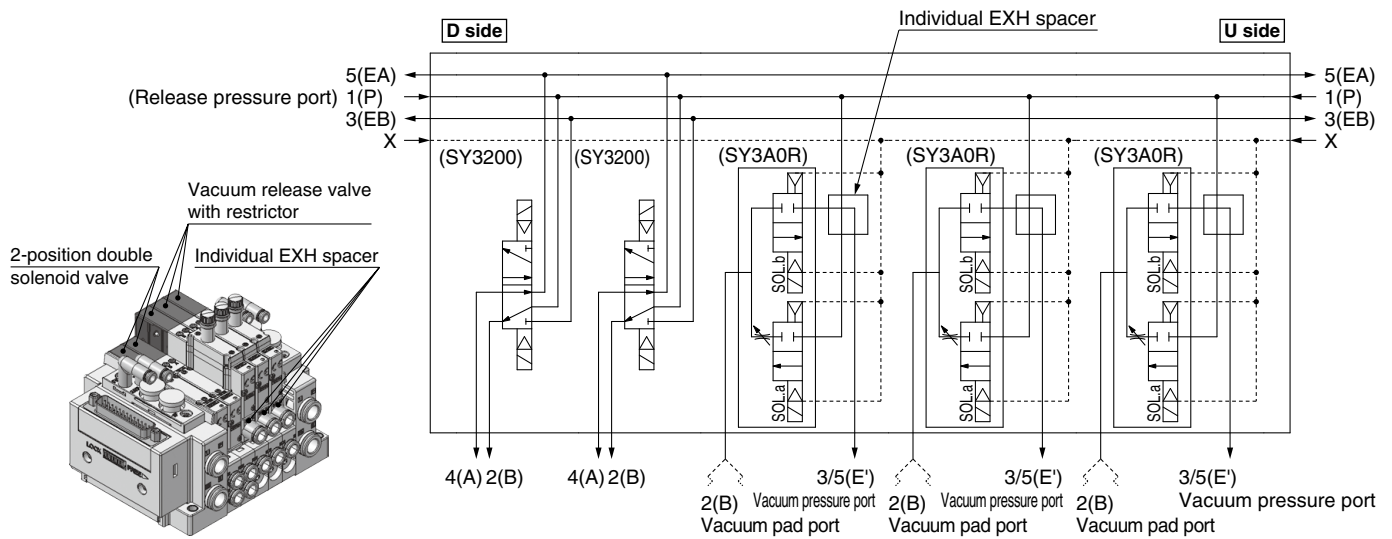 Individual EXH spacer
D side
U side
5(EA)
5(EA)
(Release pressure port) 1(P)
1(P)
3(EB)
3(EB)
X
X
(SY3200)
(SY3200)
(SY3A0R)
(SY3A0R)
(SY3A0R)
Vacuum release valve
with restrictor
2-position double
solenoid valve
Individual EXH spacer
SOL.b
SOL.b
SOL.b
SOL.a
SOL.a
SOL.a
LOCK
4(A) 2(B)
4(A) 2(B)
3/5(E')
3/5(E')
3/5(E')
2(B)
Vacuum pressure port
2(B)
Vacuum pressure port
2(B)
Vacuum pressure port
Vacuum pad port
Vacuum pad port
Vacuum pad port